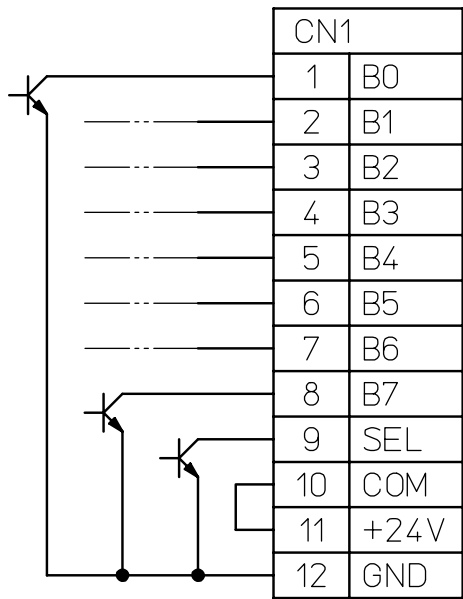 CN1
1 B0
2 B1
3 B2
4 B3
5 B4
6 B5
7 B6
8 B7
9 SEL
10 COM
11 +24V
12 GND